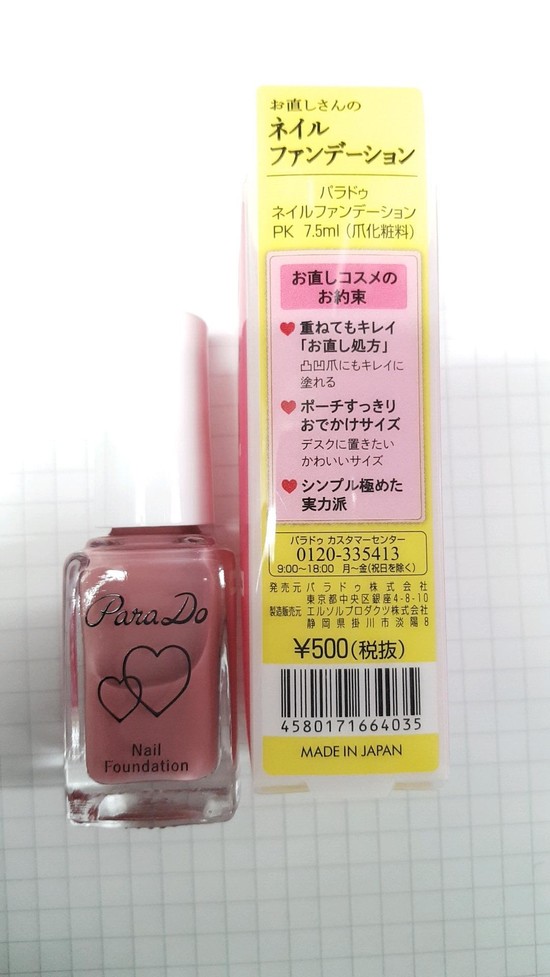 お直しさんの
ネイル
ファンデーション
パラドゥ
ネイルファンデーション
PK 7.5ml（爪化粧料）
お直しコスメの
お約束
重ねてもキレイ
「お直し処方」
凸凹爪にもキレイに
塗れる
ポーチすっきり
おでかけサイズ
デスクに置きたい
かわいいサイズ
シンプル極めた
実力派
パラドゥ カスタマーセンター
0120-335413
9:00〜18:00 月〜金(祝日を除く)
発売元 パラドゥ株式会社
東京都中央区銀座4-8-10
製造販売元 エルソルプロダクツ株式会社
静岡県掛川市淡陽8
¥500(税抜)
4580171664035
MADE IN JAPAN
ParaDo
Nail
Foundation